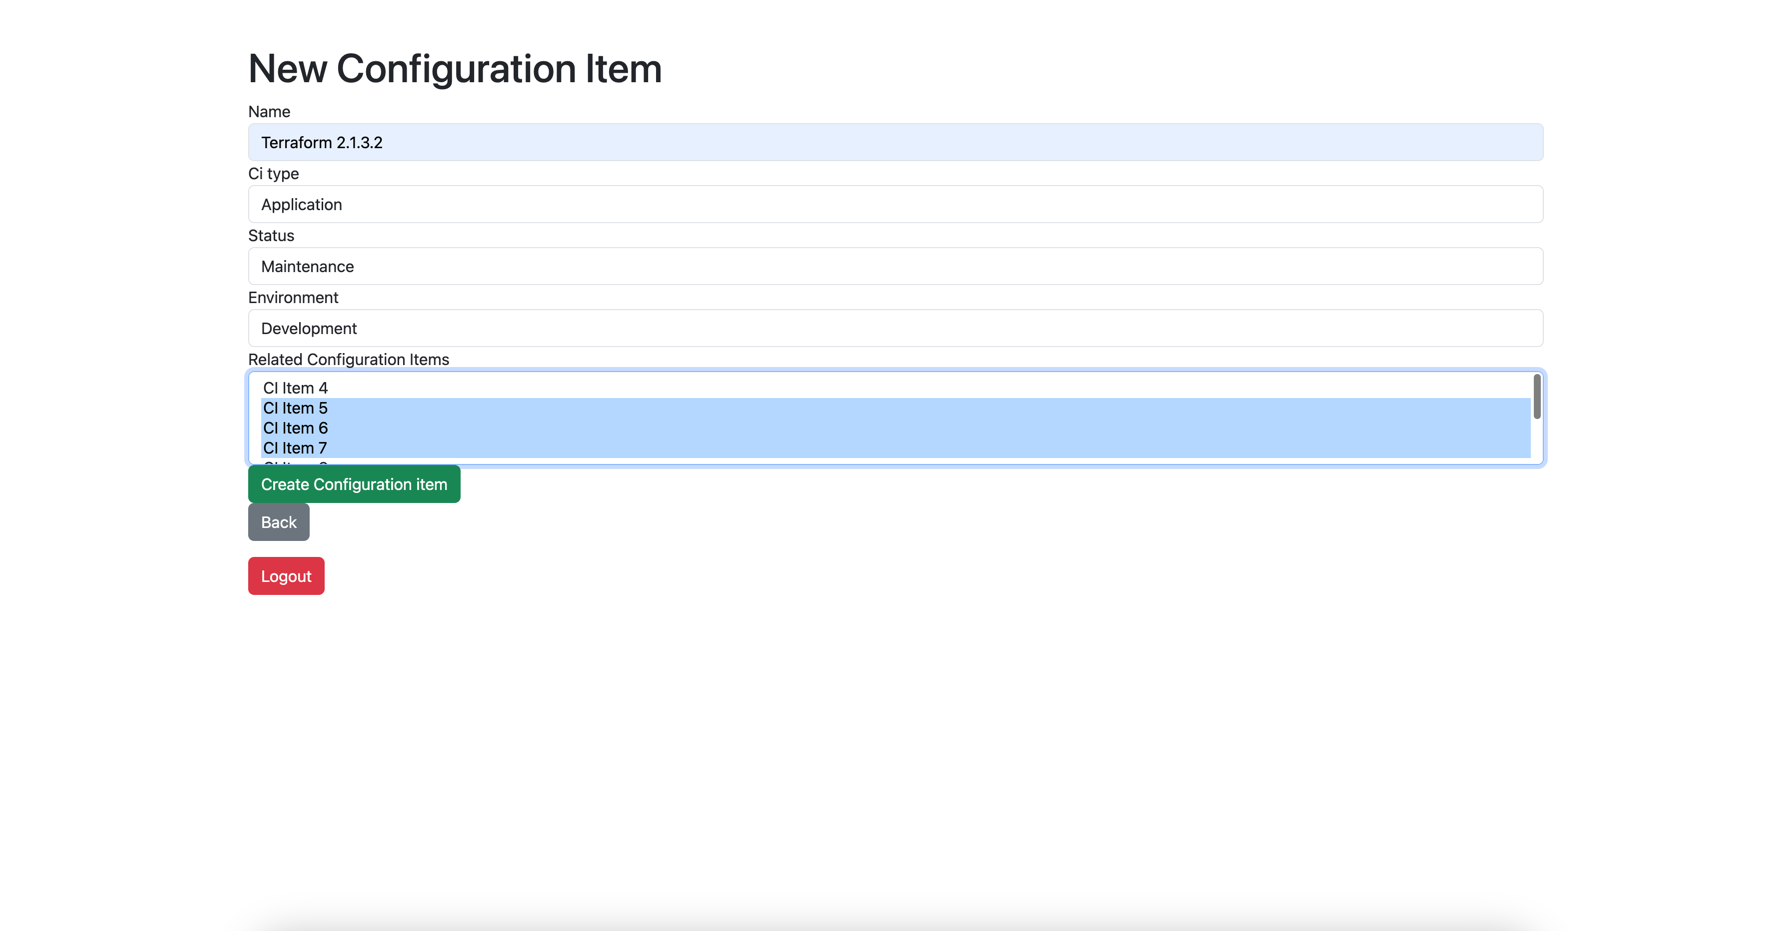 New Configuration Item
Name
Terraform 2.1.3.2
Ci type
Application
Status
Maintenance
Environment
Development
Related Configuration Items
CI Item 4
CI Item 5
CI Item 6
CI Item 7
Create Configuration item
Back
Logout